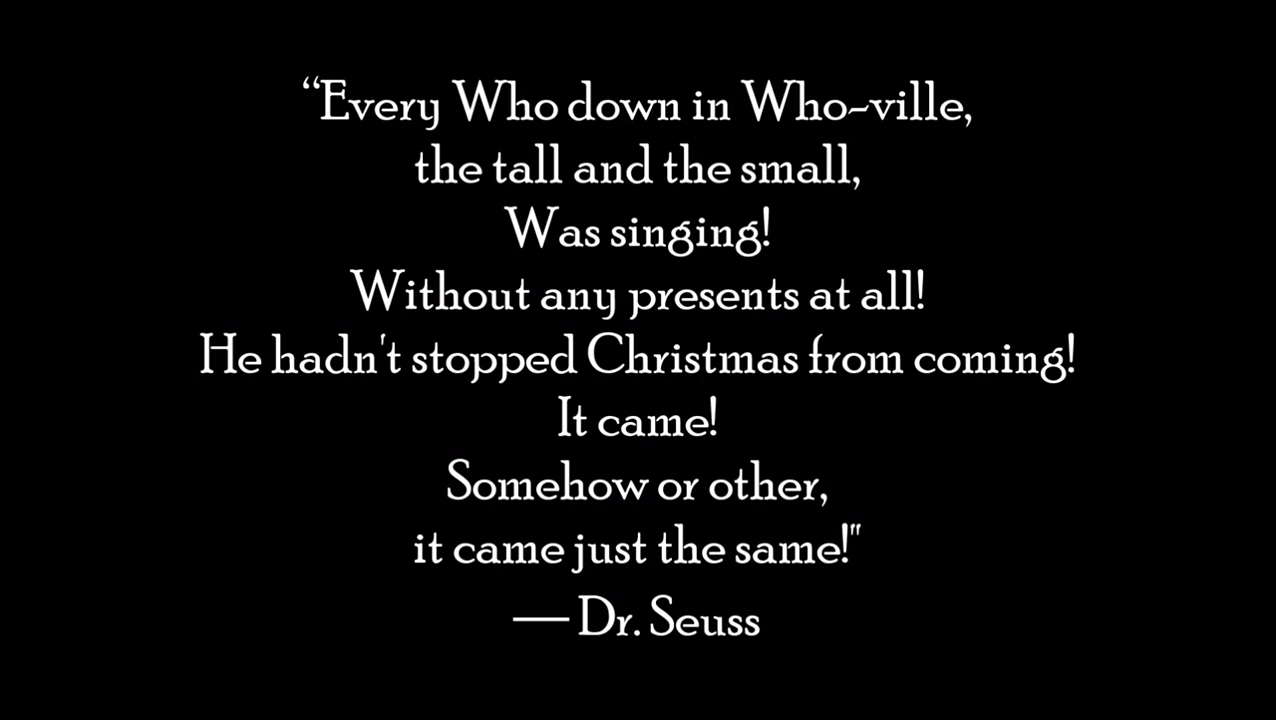 “Every Who down in Who-ville,
the tall and the small,
Was singing!
Without any presents at all!
He hadn't stopped Christmas from coming!
It came!
Somehow or other,
it came just the same!"
— Dr. Seuss